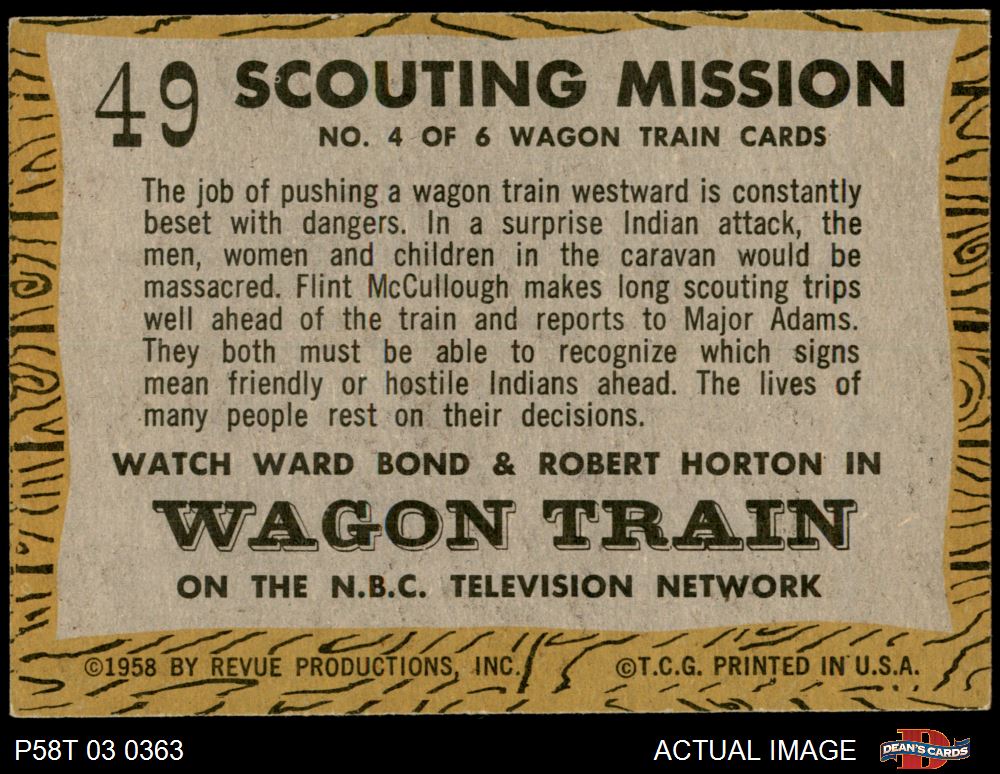 49 SCOUTING MISSION
NO. 4 OF 6 WAGON TRAIN CARDS
The job of pushing a wagon train westward is constantly
beset with dangers. In a surprise Indian attack, the
men, women and children in the caravan would be
massacred. Flint McCullough makes long scouting trips
well ahead of the train and reports to Major Adams.
They both must be able to recognize which signs
mean friendly or hostile Indians ahead. The lives of
many people rest on their decisions.
WATCH WARD BOND & ROBERT HORTON IN
WAGON TRAIN
ON THE N.B.C. TELEVISION NETWORK
©1958 BY REVUE PRODUCTIONS, INC. ©T.C.G. PRINTED IN U.S.A.
P58T 03 0363 ACTUAL IMAGE D DEAN'S CARDS